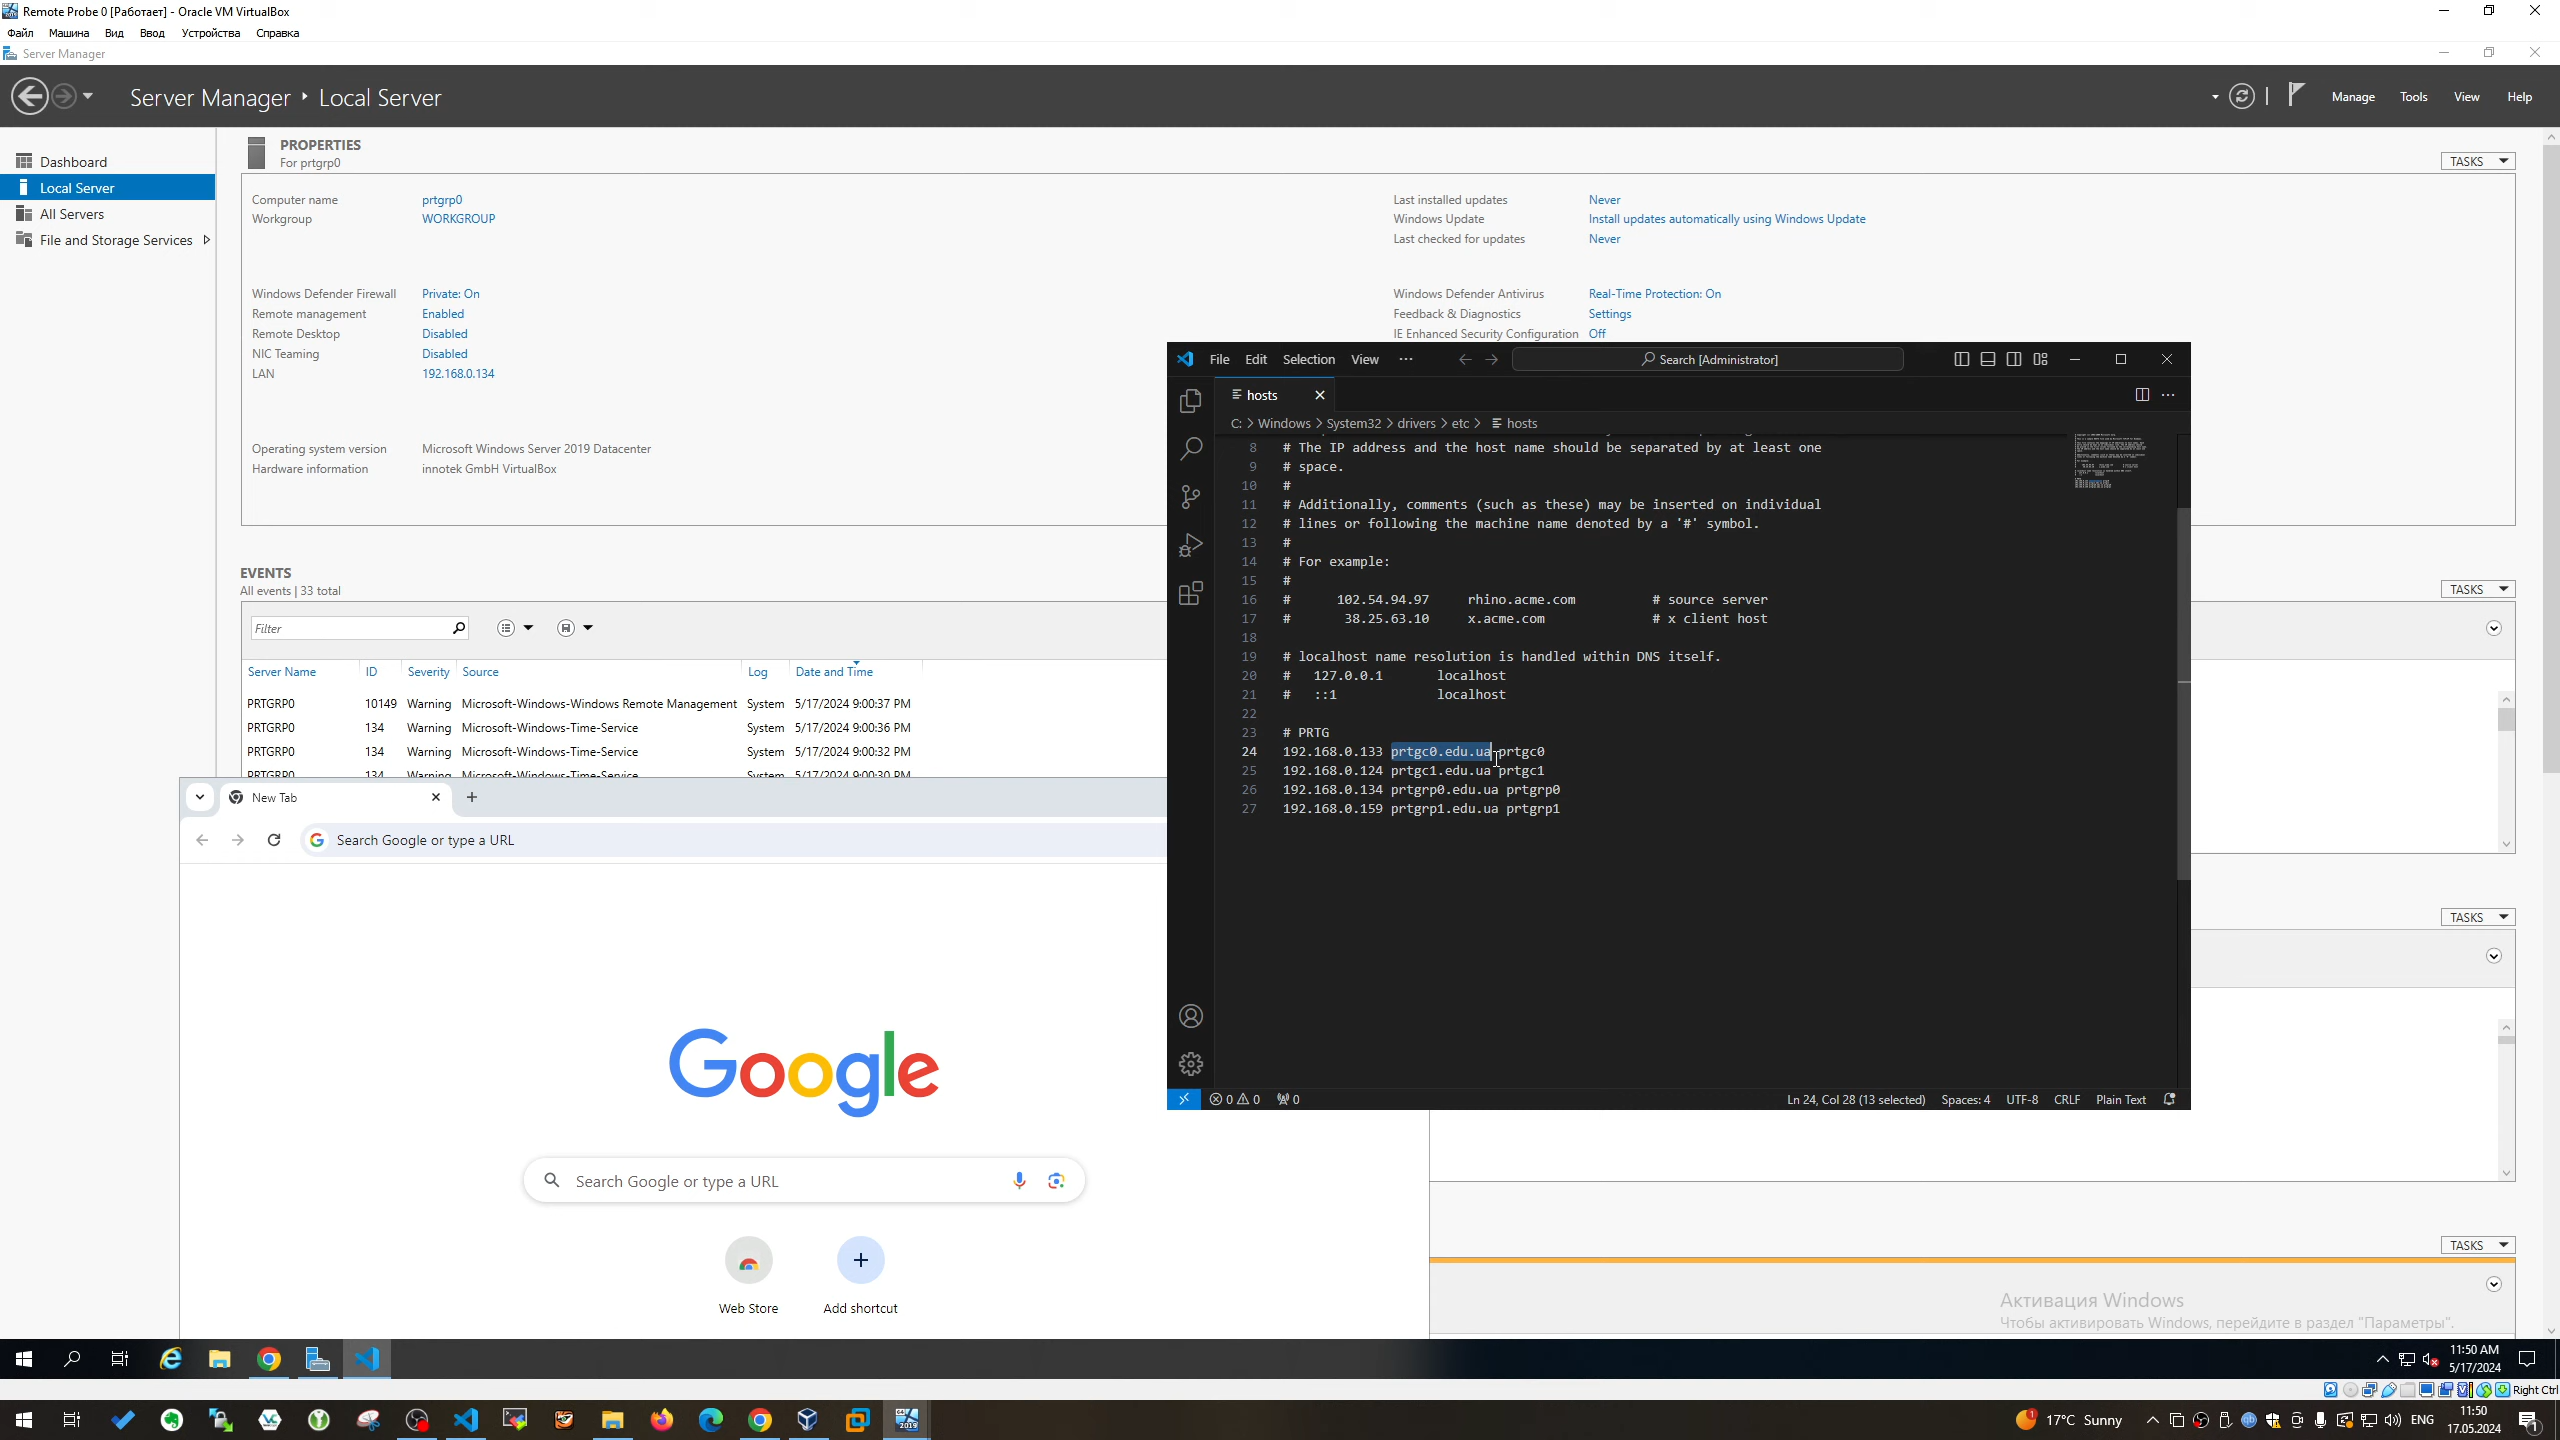 Remote Probe 0 [Работает] - Oracle VM VirtualBox
Файл Машина Вид Ввод Устройства Справка
Server Manager
Server Manager ‣ Local Server
Manage Tools View Help
Dashboard
Local Server
All Servers
File and Storage Services
PROPERTIES
For prtgrp0
TASKS
Computer name prtgrp0
Workgroup WORKGROUP
Last installed updates Never
Windows Update Install updates automatically using Windows Update
Last checked for updates Never
Windows Defender Firewall Private: On
Remote management Enabled
Remote Desktop Disabled
NIC Teaming Disabled
LAN 192.168.0.134
Windows Defender Antivirus Real-Time Protection: On
Feedback & Diagnostics Settings
IE Enhanced Security Configuration Off
Operating system version Microsoft Windows Server 2019 Datacenter
Hardware information innotek GmbH VirtualBox
EVENTS
All events | 33 total
TASKS
Filter
Server Name ID Severity Source Log Date and Time
PRTGRP0 10149 Warning Microsoft-Windows-Windows Remote Management System 5/17/2024 9:00:37 PM
PRTGRP0 134 Warning Microsoft-Windows-Time-Service System 5/17/2024 9:00:36 PM
PRTGRP0 134 Warning Microsoft-Windows-Time-Service System 5/17/2024 9:00:32 PM
PRTGRP0 134 Warning Microsoft-Windows-Time-Service System 5/17/2024 9:00:30 PM
File Edit Selection View ···
Search [Administrator]
hosts
C: > Windows > System32 > drivers > etc > hosts
8 # The IP address and the host name should be separated by at least one
9 # space.
10 #
11 # Additionally, comments (such as these) may be inserted on individual
12 # lines or following the machine name denoted by a '#' symbol.
13 #
14 # For example:
15 #
16 # 102.54.94.97 rhino.acme.com # source server
17 # 38.25.63.10 x.acme.com # x client host
18
19 # localhost name resolution is handled within DNS itself.
20 # 127.0.0.1 localhost
21 # ::1 localhost
22
23 # PRTG
24 192.168.0.133 prtgc0.edu.ua prtgc0
25 192.168.0.124 prtgc1.edu.ua prtgc1
26 192.168.0.134 prtgrp0.edu.ua prtgrp0
27 192.168.0.159 prtgrp1.edu.ua prtgrp1
0 0 0
Ln 24, Col 28 (13 selected) Spaces: 4 UTF-8 CRLF Plain Text
New Tab
Search Google or type a URL
Google
Search Google or type a URL
Web Store
Add shortcut
TASKS
TASKS
Активация Windows
Чтобы активировать Windows, перейдите в раздел "Параметры".
11:50 AM
5/17/2024
Right Ctrl
17°C Sunny
ENG
11:50
17.05.2024